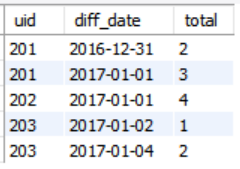 uid diff_date total
201 2016-12-31 2
201 2017-01-01 3
202 2017-01-01 4
203 2017-01-02 1
203 2017-01-04 2